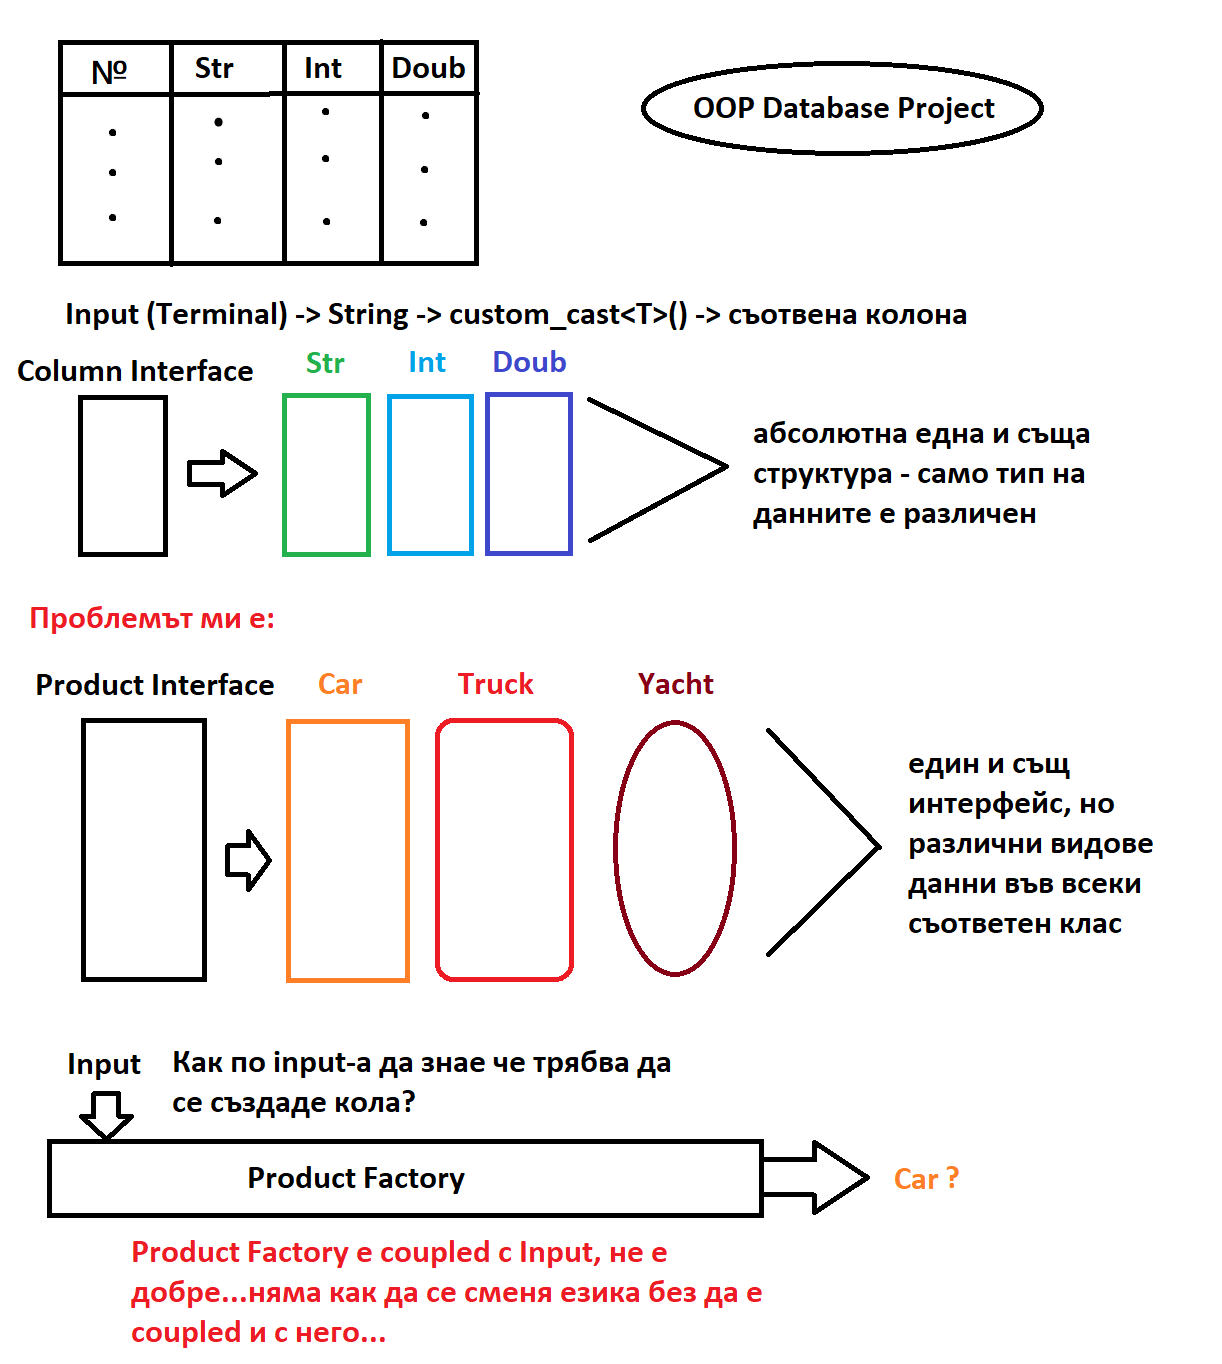 № Str Int Doub
OOP Database Project
Input (Terminal) -> String -> custom_cast<T>() -> съотвена колона
Column Interface
Str Int Doub
абсолютна една и съща
структура - само тип на
данните е различен
Проблемът ми е:
Product Interface
Car Truck Yacht
един и същ
интерфейс, но
различни видове
данни във всеки
съответен клас
Input
Как по input-а да знае че трябва да
се създаде кола?
Product Factory
Car ?
Product Factory е coupled с Input, не е
добре...няма как да се сменя езика без да е
coupled и с него...